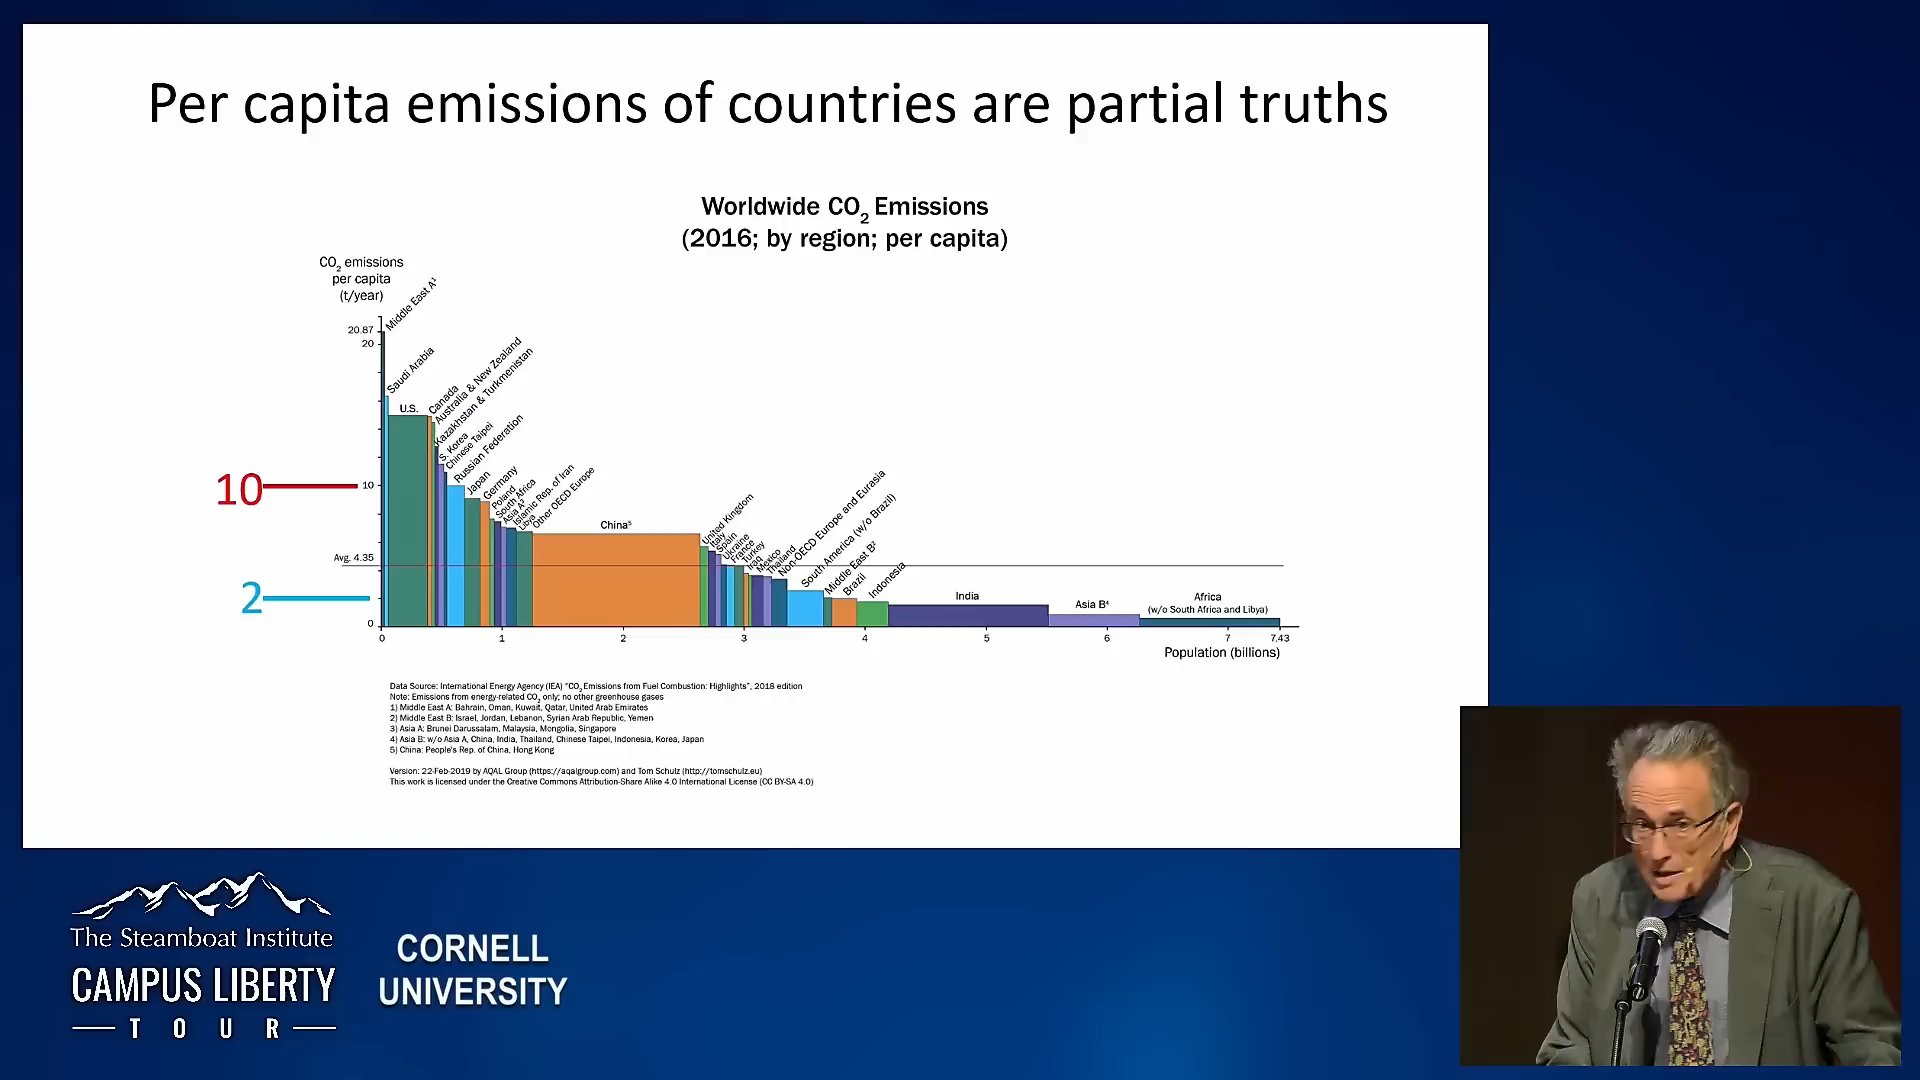 Per capita emissions of countries are partial truths
Worldwide CO2 Emissions
(2016; by region; per capita)
CO2 emissions
per capita
(t/year)
20.87
20
10
10
Avg. 4.35
2
0
Middle East A¹
Saudi Arabia
U.S.
Canada
Australia & New Zealand
Kazakhstan & Turkmenistan
S. Korea
Chinese Taipei
Russian Federation
Japan
Germany
Poland
South Africa
Asia A³
Islamic Rep. of Iran
Libya
Other OECD Europe
China⁵
United Kingdom
Italy
Spain
Ukraine
France
Turkey
Iraq
Mexico
Thailand
Non-OECD Europe and Eurasia
South America (w/o Brazil)
Middle East B²
Brazil
Indonesia
India
Asia B⁴
Africa
(w/o South Africa and Libya)
0 1 2 3 4 5 6 7 7.43
Population (billions)
Data Source: International Energy Agency (IEA) "CO2 Emissions from Fuel Combustion: Highlights", 2018 edition
Note: Emissions from energy-related CO2 only; no other greenhouse gases
1) Middle East A: Bahrain, Oman, Kuwait, Qatar, United Arab Emirates
2) Middle East B: Israel, Jordan, Lebanon, Syrian Arab Republic, Yemen
3) Asia A: Brunei Darussalam, Malaysia, Mongolia, Singapore
4) Asia B: w/o Asia A, China, India, Thailand, Chinese Taipei, Indonesia, Korea, Japan
5) China: People's Rep. of China, Hong Kong
Version: 22-Feb-2019 by AQAL Group (https://aqalgroup.com) and Tom Schulz (http://tomschulz.eu)
This work is licensed under the Creative Commons Attribution-Share Alike 4.0 International License (CC BY-SA 4.0)
The Steamboat Institute
CAMPUS LIBERTY
TOUR
CORNELL
UNIVERSITY